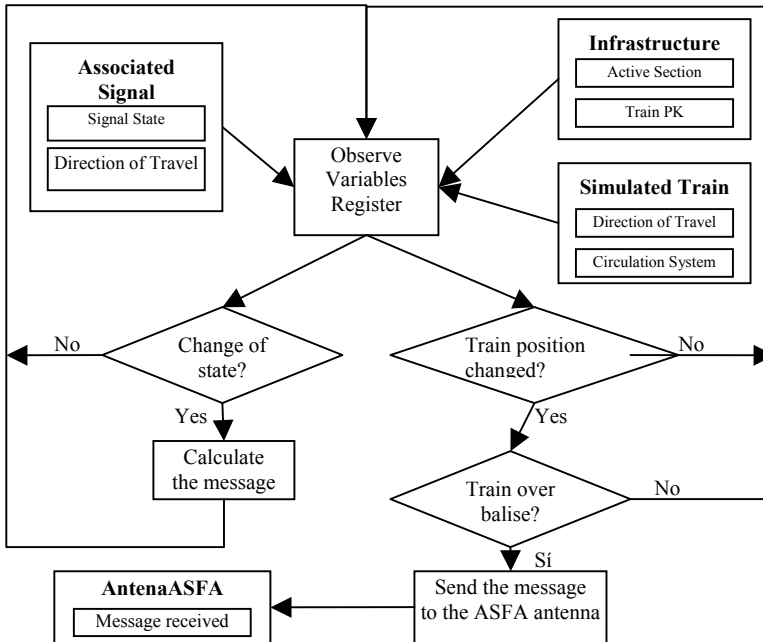 Associated
Signal
Signal State
Direction of Travel
Infrastructure
Active Section
Train PK
Observe
Variables
Register
Simulated Train
Direction of Travel
Circulation System
No
Change of
state?
Train position
changed?
No
Yes
Yes
Calculate
the message
Train over
balise?
No
Sí
AntenaASFA
Message received
Send the message
to the ASFA antenna